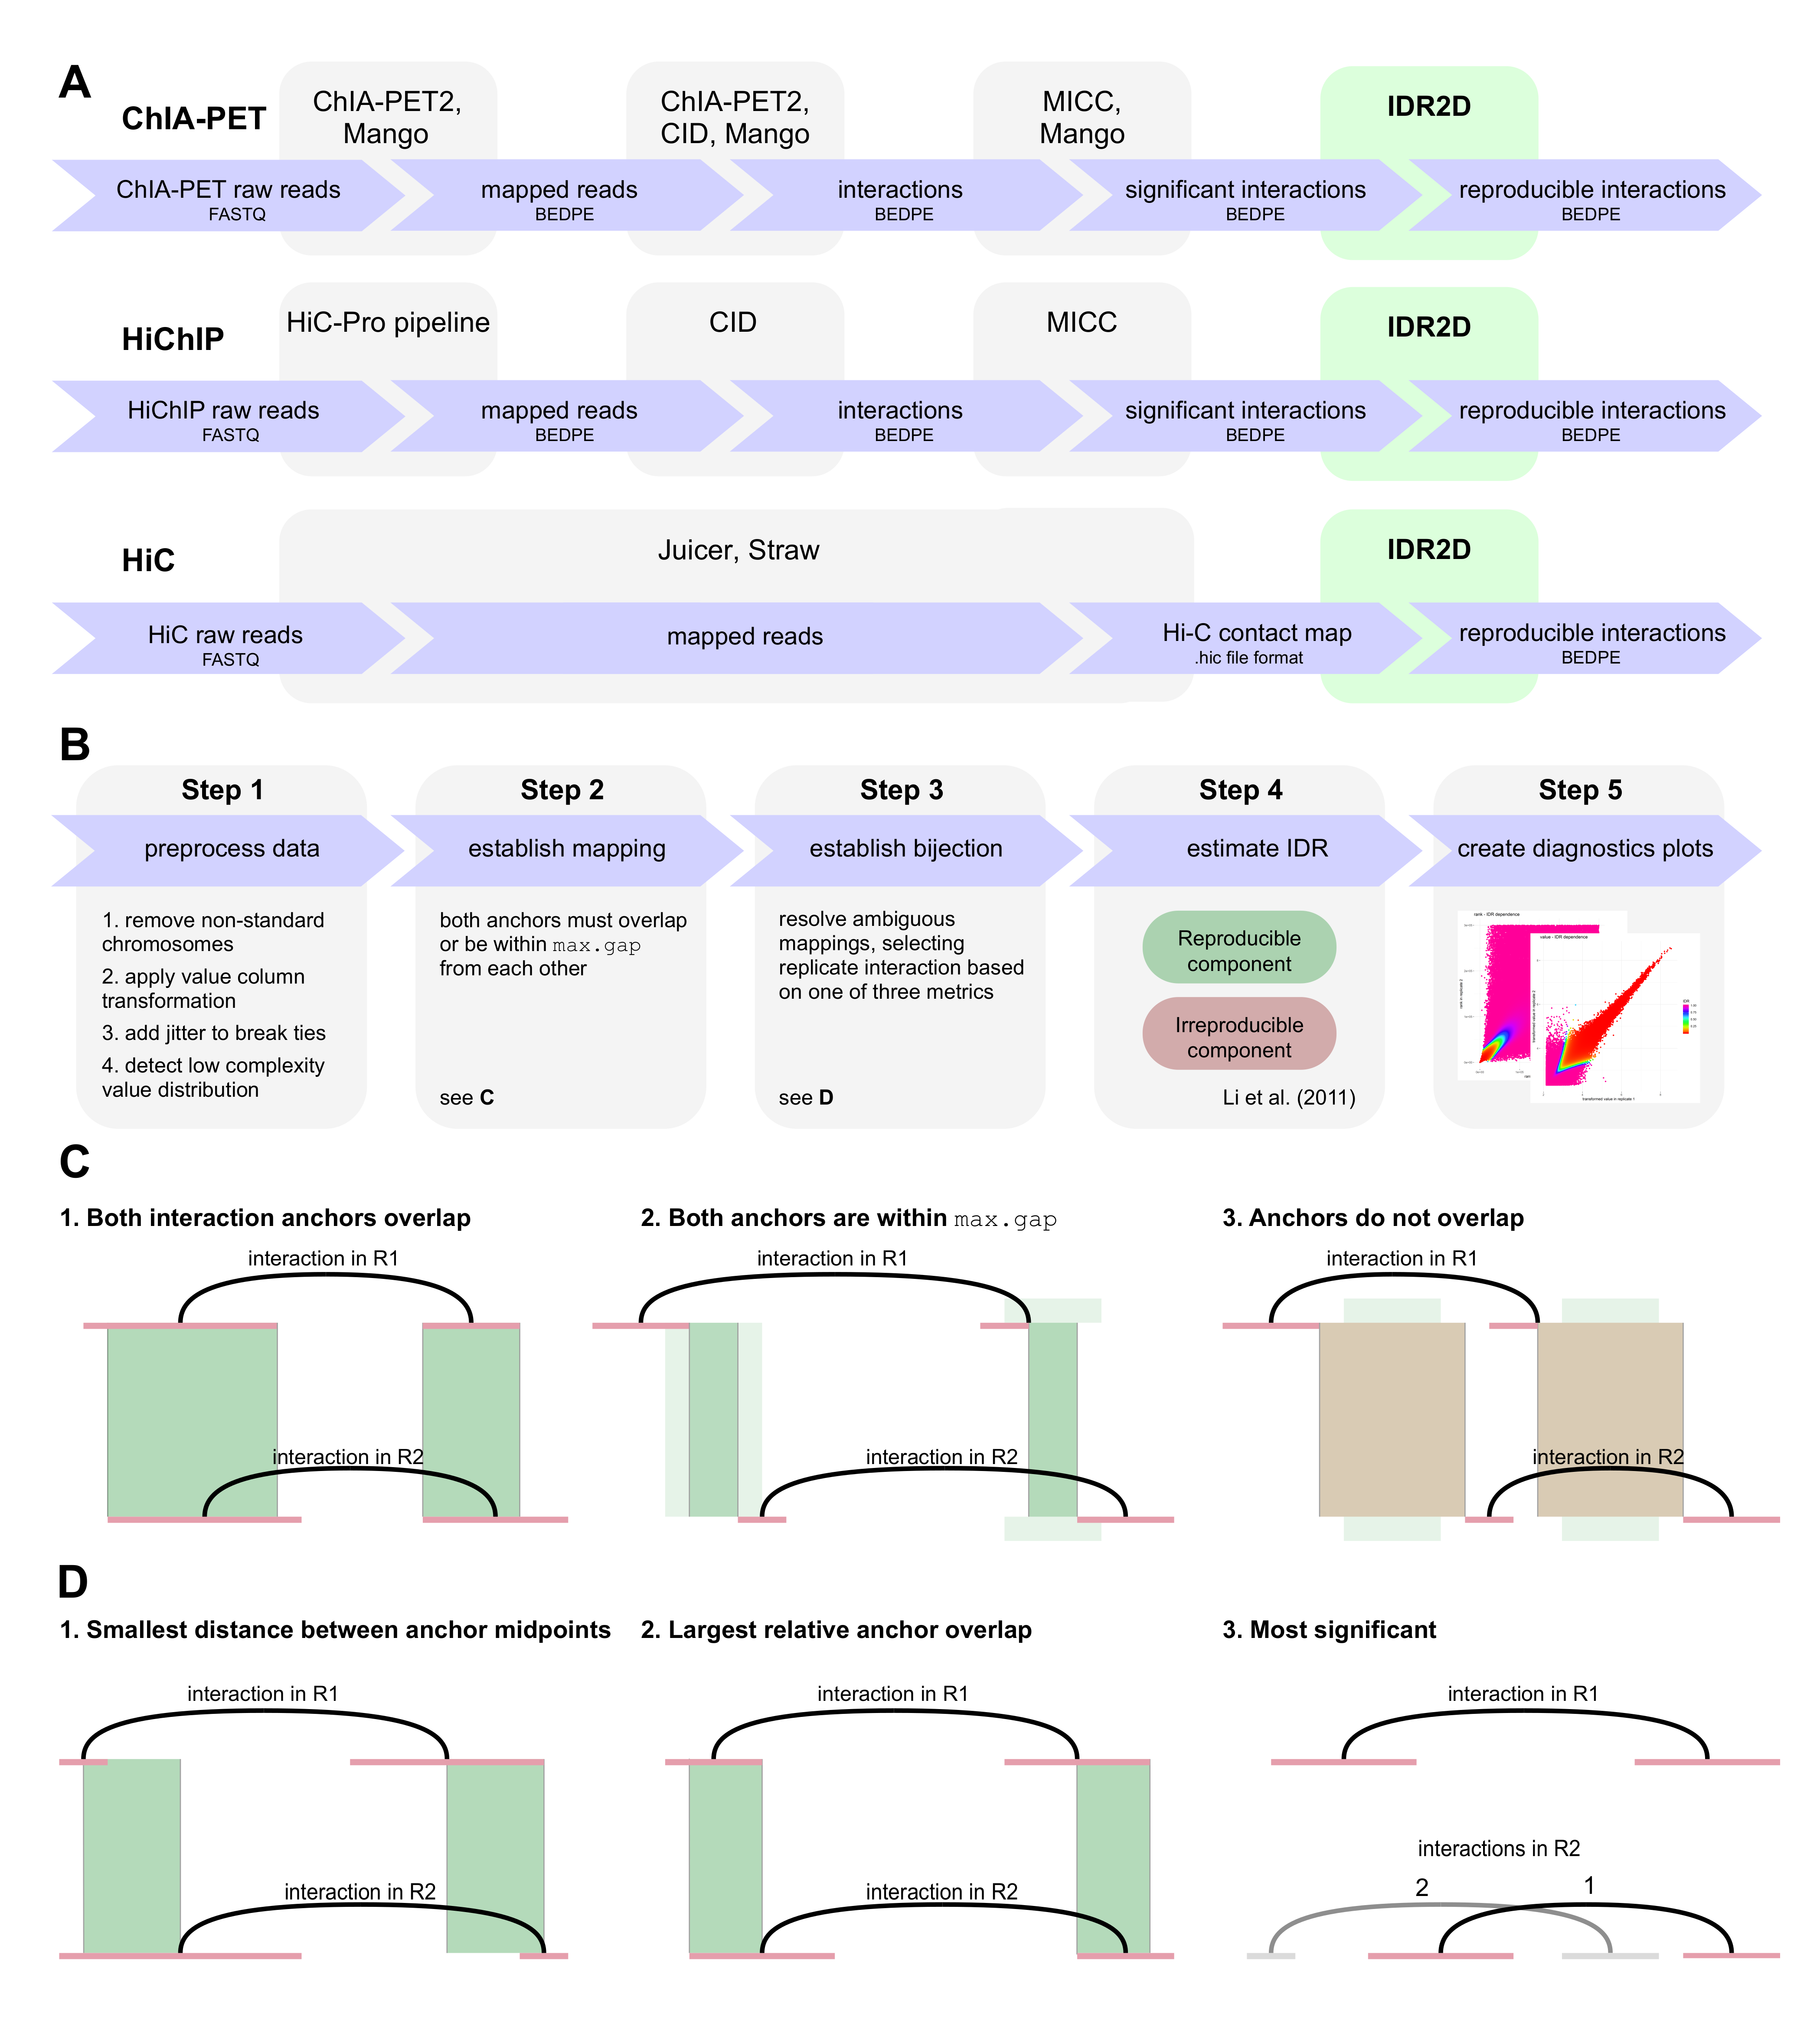 A
ChIA-PET
ChIA-PET2,
Mango
ChIA-PET2,
CID, Mango
MICC,
Mango
IDR2D
ChIA-PET raw reads
FASTQ
mapped reads
BEDPE
interactions
BEDPE
significant interactions
BEDPE
reproducible interactions
BEDPE
HiChIP
HiC-Pro pipeline
CID
MICC
IDR2D
HiChIP raw reads
FASTQ
mapped reads
BEDPE
interactions
BEDPE
significant interactions
BEDPE
reproducible interactions
BEDPE
HiC
Juicer, Straw
IDR2D
HiC raw reads
FASTQ
mapped reads
Hi-C contact map
.hic file format
reproducible interactions
BEDPE
B
Step 1
preprocess data
1. remove non-standard
chromosomes
2. apply value column
transformation
3. add jitter to break ties
4. detect low complexity
value distribution
Step 2
establish mapping
both anchors must overlap
or be within max.gap
from each other
see C
Step 3
establish bijection
resolve ambiguous
mappings, selecting
replicate interaction based
on one of three metrics
see D
Step 4
estimate IDR
Reproducible
component
Irreproducible
component
Li et al. (2011)
Step 5
create diagnostics plots
rank - IDR dependence
value - IDR dependence
transformed value in replicate 1
C
1. Both interaction anchors overlap
interaction in R1
interaction in R2
2. Both anchors are within max.gap
interaction in R1
interaction in R2
3. Anchors do not overlap
interaction in R1
interaction in R2
D
1. Smallest distance between anchor midpoints
interaction in R1
interaction in R2
2. Largest relative anchor overlap
interaction in R1
interaction in R2
3. Most significant
interaction in R1
interactions in R2
2
1